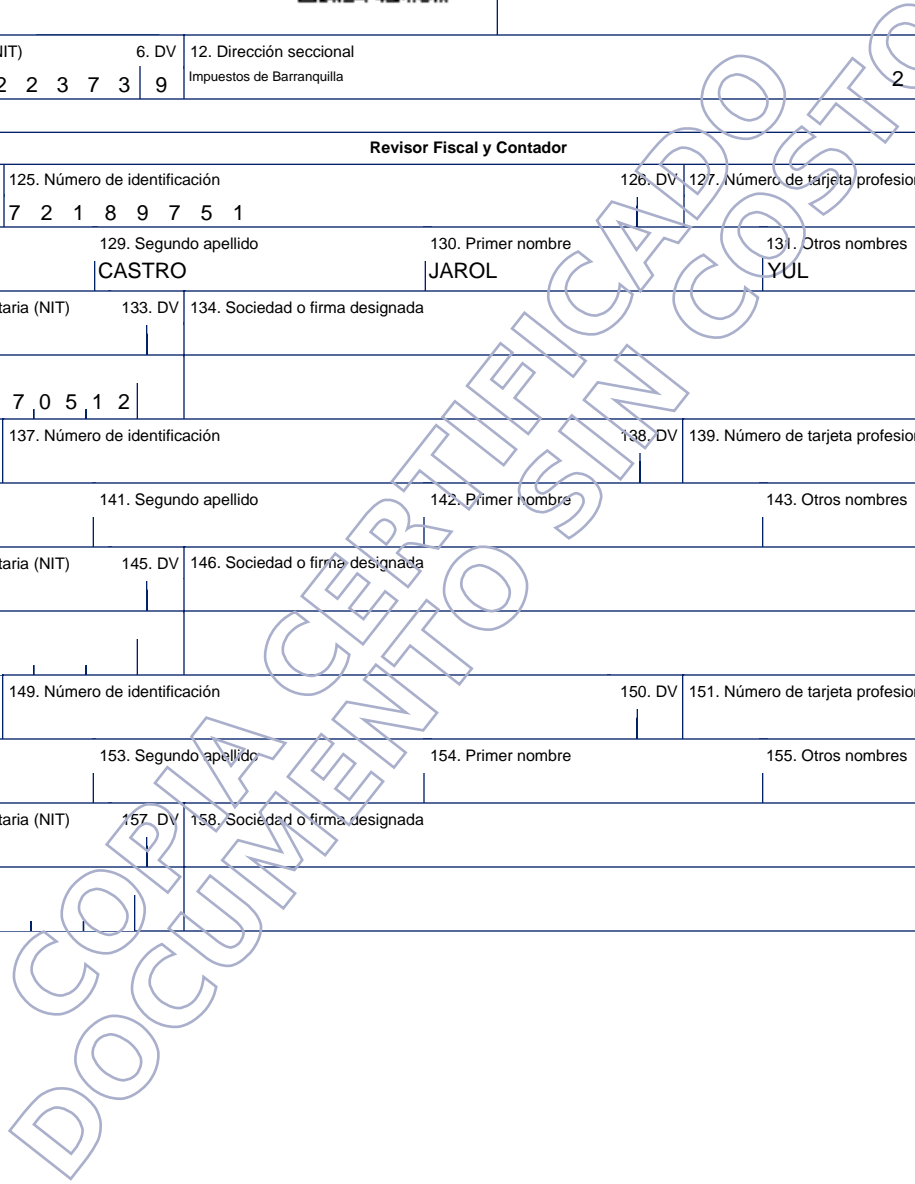 IT) 6. DV 12. Dirección seccional
2 2 3 7 3 9 Impuestos de Barranquilla 2
Revisor Fiscal y Contador
125. Número de identificación 126. DV 127. Número de tarjeta profesion
7 2 1 8 9 7 5 1
129. Segundo apellido 130. Primer nombre 131. Otros nombres
CASTRO JAROL YUL
taria (NIT) 133. DV 134. Sociedad o firma designada
7 0 5 1 2
137. Número de identificación 138. DV 139. Número de tarjeta profesion
141. Segundo apellido 142. Primer nombre 143. Otros nombres
taria (NIT) 145. DV 146. Sociedad o firma designada
149. Número de identificación 150. DV 151. Número de tarjeta profesion
153. Segundo apellido 154. Primer nombre 155. Otros nombres
taria (NIT) 157. DV 158. Sociedad o firma designada
COPIA CERTIFICADO
DOCUMENTO SIN COSTO